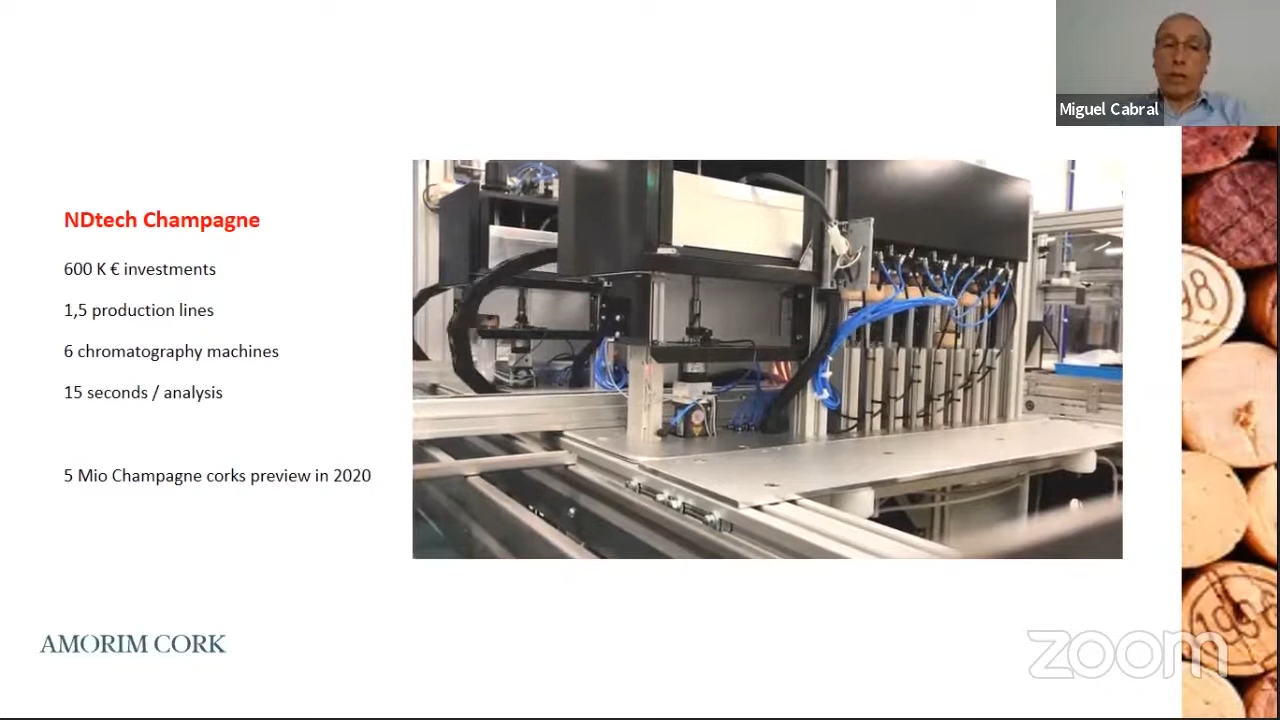 Miguel Cabral
NDtech Champagne
600 K € investments
1,5 production lines
6 chromatography machines
15 seconds / analysis
5 Mio Champagne corks preview in 2020
AMORIM CORK
zoom
98